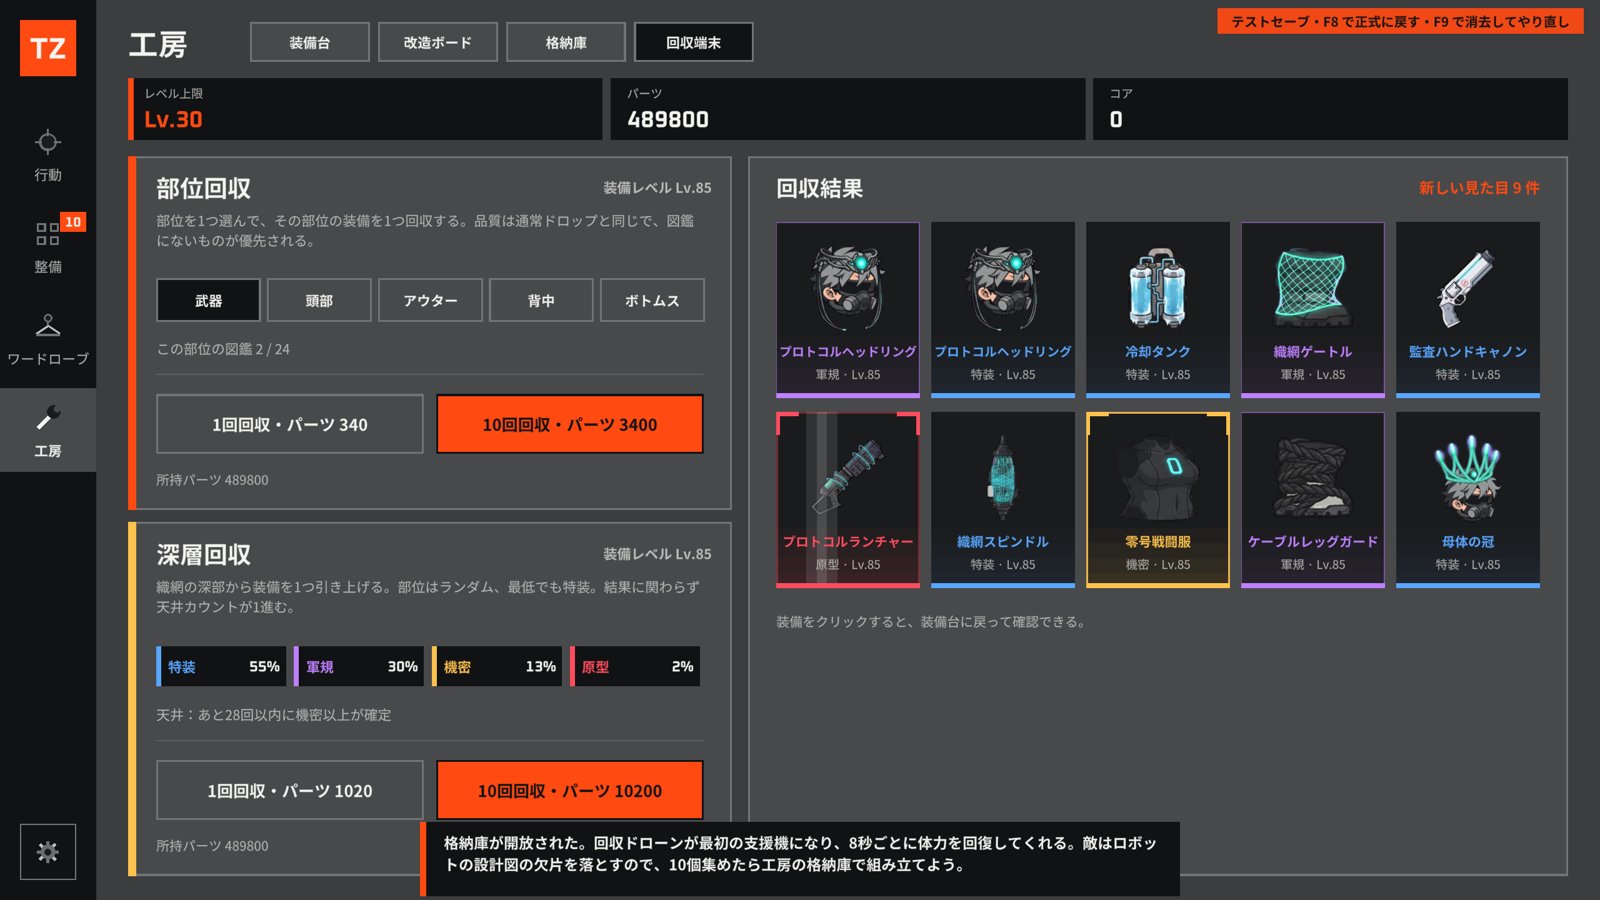 TZ
行動
10
整備
ワードローブ
工房
工房
装備台
改造ボード
格納庫
回収端末
テストセーブ・F8 で正式に戻す・F9 で消去してやり直し
レベル上限
Lv.30
パーツ
489800
コア
0
部位回収
装備レベル Lv.85
部位を1つ選んで、その部位の装備を1つ回収する。品質は通常ドロップと同じで、図鑑
にないものが優先される。
武器
頭部
アウター
背中
ボトムス
この部位の図鑑 2 / 24
1回回収・パーツ 340
10回回収・パーツ 3400
所持パーツ 489800
深層回収
装備レベル Lv.85
織網の深部から装備を1つ引き上げる。部位はランダム、最低でも特装。結果に関わらず
天井カウントが1進む。
特装 55%
軍規 30%
機密 13%
原型 2%
天井：あと28回以内に機密以上が確定
1回回収・パーツ 1020
10回回収・パーツ 10200
所持パーツ 489800
回収結果
新しい見た目 9 件
プロトコルヘッドリング
軍規 · Lv.85
プロトコルヘッドリング
特装 · Lv.85
冷却タンク
特装 · Lv.85
織網ゲートル
軍規 · Lv.85
監査ハンドキャノン
特装 · Lv.85
プロトコルランチャー
原型 · Lv.85
織網スピンドル
特装 · Lv.85
0
零号戦闘服
機密 · Lv.85
ケーブルレッグガード
軍規 · Lv.85
母体の冠
特装 · Lv.85
装備をクリックすると、装備台に戻って確認できる。
格納庫が開放された。回収ドローンが最初の支援機になり、8秒ごとに体力を回復してくれる。敵はロボッ
トの設計図の欠片を落とすので、10個集めたら工房の格納庫で組み立てよう。